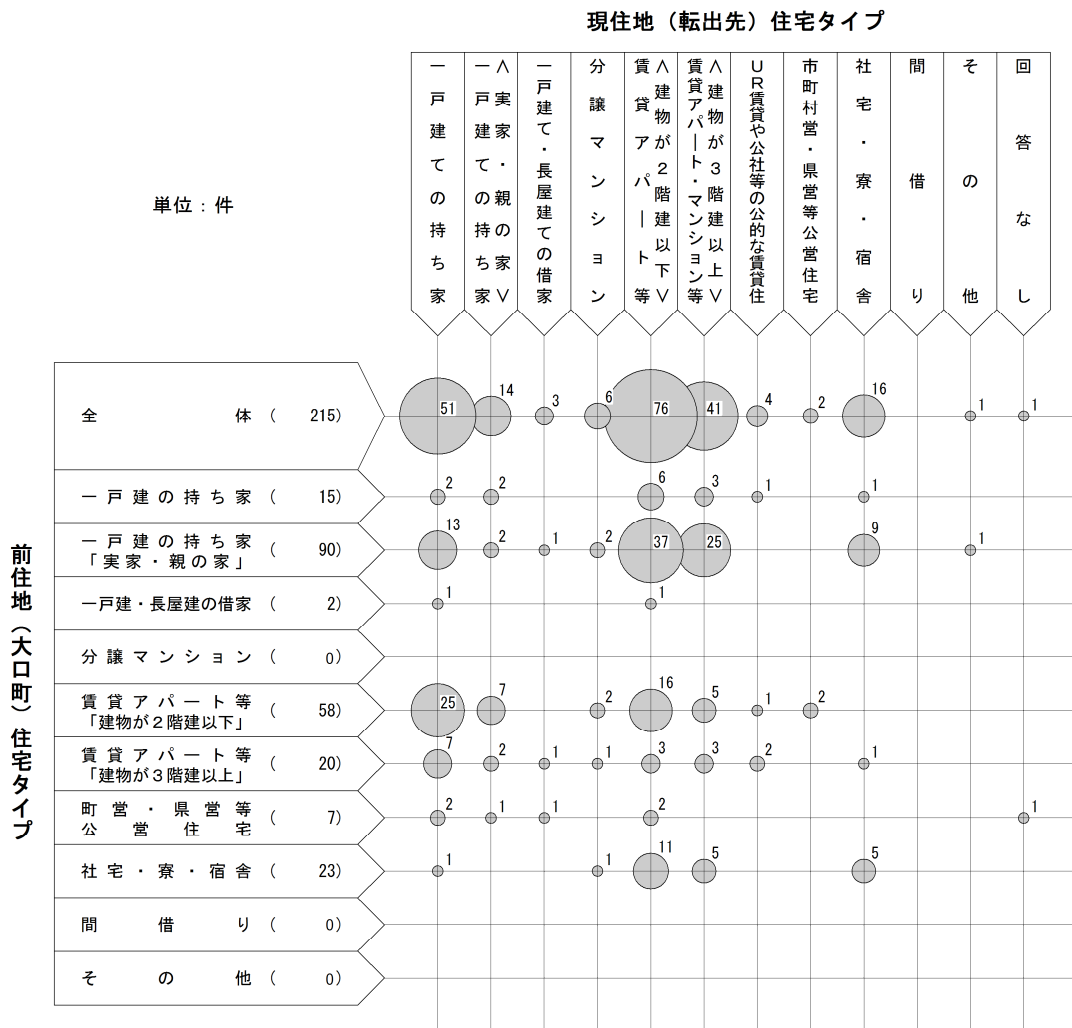 現住地（転出先）住宅タイプ
単位：件
一戸建ての持ち家
一戸建ての持ち家
＜実家・親の家＞
一戸建て・長屋建ての借家
分譲マンション
賃貸アパート等
＜建物が２階建以下＞
賃貸アパート・マンション等
＜建物が３階建以上＞
ＵＲ賃貸や公社等の公的な賃貸住
市町村営・県営等公営住宅
社宅・寮・宿舎
間借り
その他
回答なし
前住地（大口町）住宅タイプ
全体（ 215）
51 14 3 6 76 41 4 2 16 1 1
一戸建の持ち家（ 15）
2 2 6 3 1 1
一戸建の持ち家
「実家・親の家」
（ 90）
13 2 1 2 37 25 9 1
一戸建・長屋建の借家（ 2）
1 1
分譲マンション（ 0）
賃貸アパート等
「建物が２階建以下」
（ 58）
25 7 2 16 5 1 2
賃貸アパート等
「建物が３階建以上」
（ 20）
7 2 1 1 3 3 2 1
町営・県営等
公営住宅
（ 7）
2 1 1 2 1
社宅・寮・宿舎（ 23）
1 1 11 5 5
間借り（ 0）
その他（ 0）